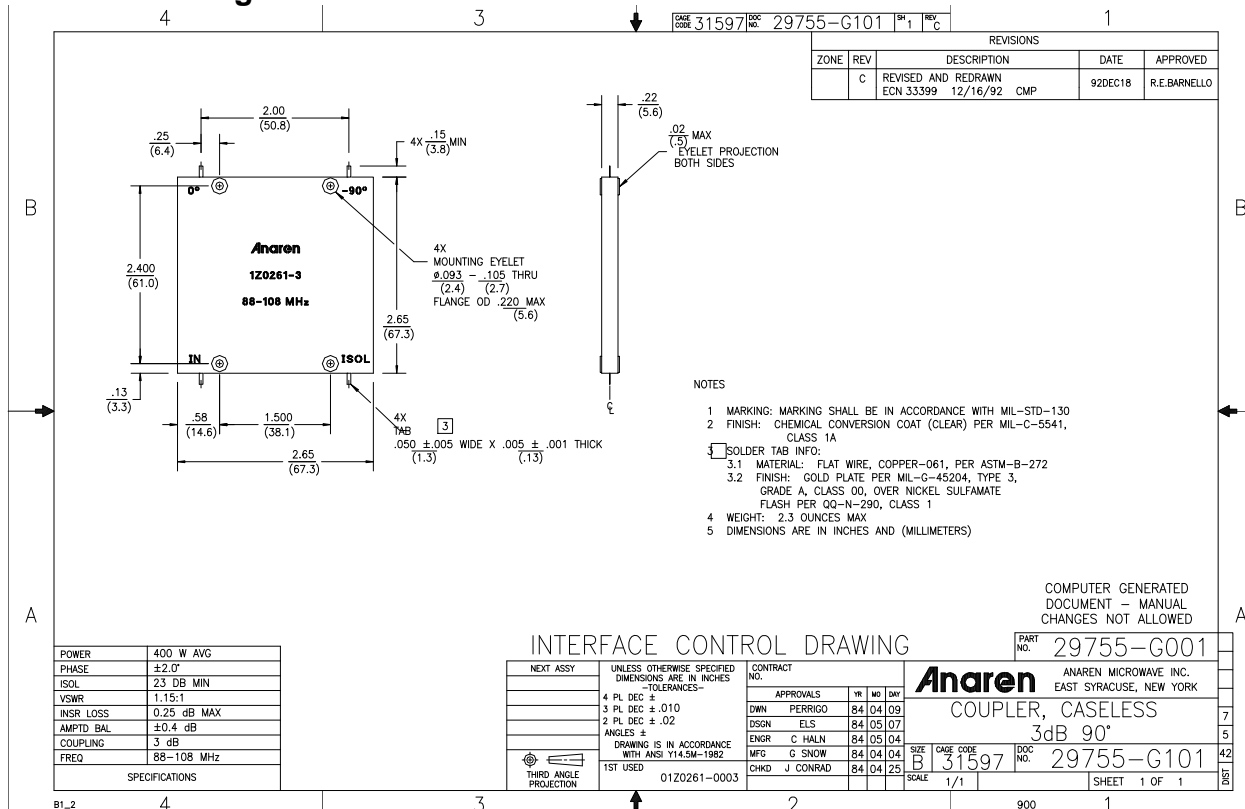 4 3 1
CAGE CODE 31597 DOC NO. 29755-G101 SH 1 REV C
REVISIONS
ZONE REV DESCRIPTION DATE APPROVED
C REVISED AND REDRAWN 92DEC18 R.E.BARNELLO
ECN 33399 12/16/92 CMP
2.00
(50.8)
.25
(6.4)
4X .15 MIN
(3.8)
.22
(5.6)
.02 MAX
(.5)
EYELET PROJECTION
BOTH SIDES
0° -90°
B B
Anaren
1Z0261-3
88-108 MHz
2.400
(61.0)
4X
MOUNTING EYELET
ø.093 - .105 THRU
(2.4) (2.7)
FLANGE OD .220 MAX
(5.6)
2.65
(67.3)
IN ISOL
.13
(3.3)
.58
(14.6)
1.500
(38.1)
2.65
(67.3)
4X
TAB 3
.050 ±.005 WIDE X .005 ± .001 THICK
(1.3) (.13)
NOTES
1 MARKING: MARKING SHALL BE IN ACCORDANCE WITH MIL-STD-130
2 FINISH: CHEMICAL CONVERSION COAT (CLEAR) PER MIL-C-5541,
CLASS 1A
3 SOLDER TAB INFO:
3.1 MATERIAL: FLAT WIRE, COPPER-061, PER ASTM-B-272
3.2 FINISH: GOLD PLATE PER MIL-G-45204, TYPE 3,
GRADE A, CLASS 00, OVER NICKEL SULFAMATE
FLASH PER QQ-N-290, CLASS 1
4 WEIGHT: 2.3 OUNCES MAX
5 DIMENSIONS ARE IN INCHES AND (MILLIMETERS)
A A
COMPUTER GENERATED
DOCUMENT - MANUAL
CHANGES NOT ALLOWED
POWER 400 W AVG
PHASE ±2.0°
ISOL 23 DB MIN
VSWR 1.15:1
INSR LOSS 0.25 dB MAX
AMPTD BAL ±0.4 dB
COUPLING 3 dB
FREQ 88-108 MHz
SPECIFICATIONS
INTERFACE CONTROL DRAWING
PART NO. 29755-G001
NEXT ASSY
UNLESS OTHERWISE SPECIFIED
DIMENSIONS ARE IN INCHES
-TOLERANCES-
4 PL DEC ±
3 PL DEC ± .010
2 PL DEC ± .02
ANGLES ±
DRAWING IS IN ACCORDANCE
WITH ANSI Y14.5M-1982
1ST USED
01Z0261-0003
THIRD ANGLE
PROJECTION
CONTRACT
NO.
APPROVALS YR MO DAY
DWN PERRIGO 84 04 09
DSGN ELS 84 05 07
ENGR C HALN 84 05 04
MFG G SNOW 84 04 04
CHKD J CONRAD 84 04 25
Anaren
ANAREN MICROWAVE INC.
EAST SYRACUSE, NEW YORK
COUPLER, CASELESS
3dB 90°
SIZE B CAGE CODE 31597 DOC NO. 29755-G101
SCALE 1/1 SHEET 1 OF 1
7
5
42
DIST
B1_2 4 3 2 900 1